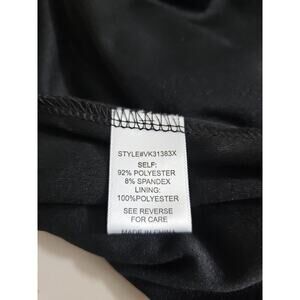 STYLE#VK31383X
SELF:
92% POLYESTER
8% SPANDEX
LINING:
100%POLYESTER
SEE REVERSE
FOR CARE
MADE IN CHINA